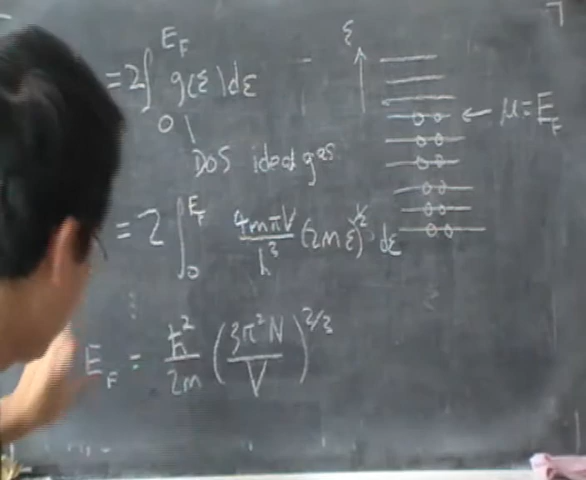 = 2∫₀^{E_F} g(ε)dε
DOS ideal gas
= 2 ∫₀^{E_F} 4mπV/h³ (2mε)^{1/2} dε
⋮
E_F = ħ²/2m (3π²N/V)^{2/3}
ε
← μ = E_F